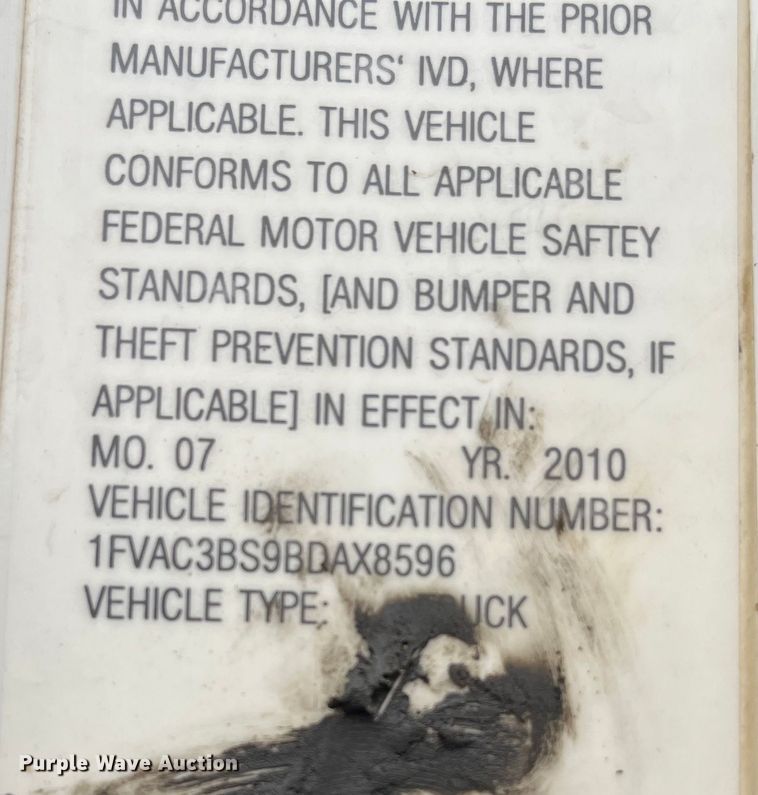 IN ACCORDANCE WITH THE PRIOR
MANUFACTURERS‘ IVD, WHERE
APPLICABLE. THIS VEHICLE
CONFORMS TO ALL APPLICABLE
FEDERAL MOTOR VEHICLE SAFTEY
STANDARDS, [AND BUMPER AND
THEFT PREVENTION STANDARDS, IF
APPLICABLE] IN EFFECT IN:
MO. 07 YR. 2010
VEHICLE IDENTIFICATION NUMBER:
1FVAC3BS9BDAX8596
VEHICLE TYPE:
Purple Wave Auction